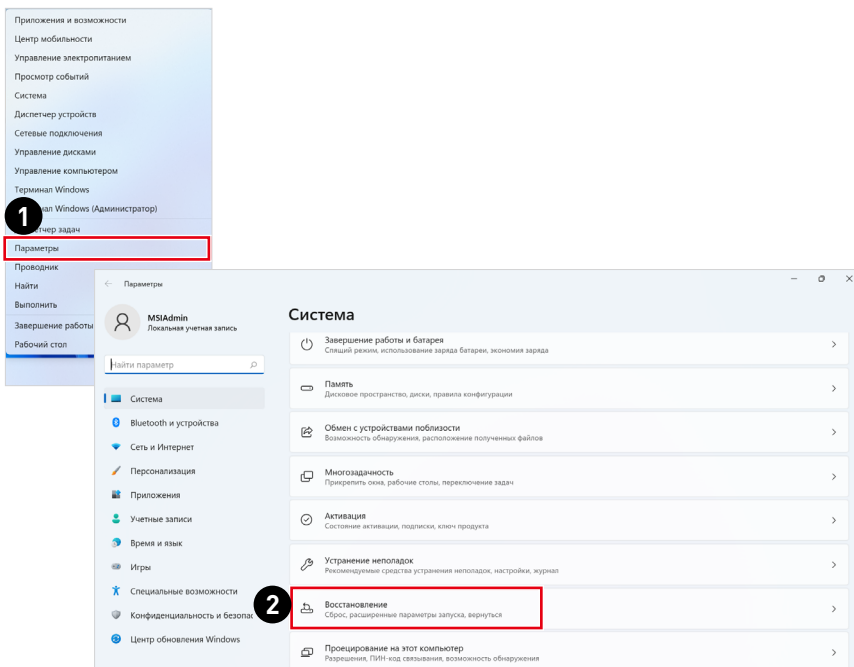 Приложения и возможности
Центр мобильности
Управление электропитанием
Просмотр событий
Система
Диспетчер устройств
Сетевые подключения
Управление дисками
Управление компьютером
Терминал Windows
Windows (Администратор)
1
задач
Параметры
Проводник
Найти
Выполнить
Завершение работы
Рабочий стол
Параметры
MSIAdmin
Локальная учетная запись
Найти параметр
Система
Bluetooth и устройства
Сеть и Интернет
Персонализация
Приложения
Учетные записи
Время и язык
Игры
Специальные возможности
Конфиденциальность и безопас
Центр обновления Windows
Система
Завершение работы и батарея
Спящий режим, использование заряда батареи, экономия заряда
Память
Дисковое пространство, диски, правила конфигурации
Обмен с устройствами поблизости
Возможность обнаружения, расположение полученных файлов
Многозадачность
Прикрепить окна, рабочие столы, переключение задач
Активация
Состояние активации, подписки, ключ продукта
Устранение неполадок
Рекомендуемые средства устранения неполадок, настройки, журнал
2
Восстановление
Сброс, расширенные параметры запуска, вернуться
Проецирование на этот компьютер
Разрешения, ПИН-код связывания, возможность обнаружения